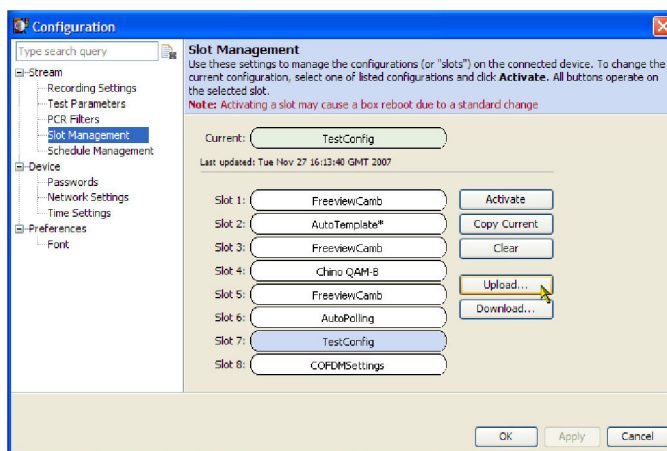 Configuration
Type search query
Stream
Recording Settings
Test Parameters
PCR Filters
Slot Management
Schedule Management
Device
Passwords
Network Settings
Time Settings
Preferences
Font
Slot Management
Use these settings to manage the configurations (or "slots") on the connected device. To change the
current configuration, select one of listed configurations and click Activate. All buttons operate on
the selected slot.
Note: Activating a slot may cause a box reboot due to a standard change
Current: TestConfig
Last updated: Tue Nov 27 16:13:40 GMT 2007
Slot 1: FreeviewCamb
Slot 2: AutoTemplate*
Slot 3: FreeviewCamb
Slot 4: Chino QAM-B
Slot 5: FreeviewCamb
Slot 6: AutoPolling
Slot 7: TestConfig
Slot 8: COFDMSettings
Activate
Copy Current
Clear
Upload...
Download...
OK Apply Cancel